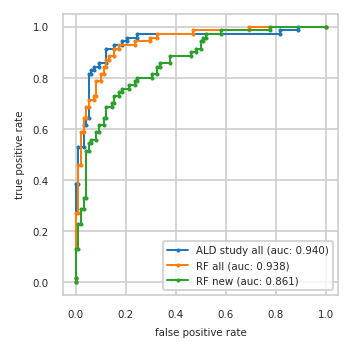 1.0
0.8
0.6
0.4
0.2
0.0
true positive rate
ALD study all (auc: 0.940)
RF all (auc: 0.938)
RF new (auc: 0.861)
0.0 0.2 0.4 0.6 0.8 1.0
false positive rate